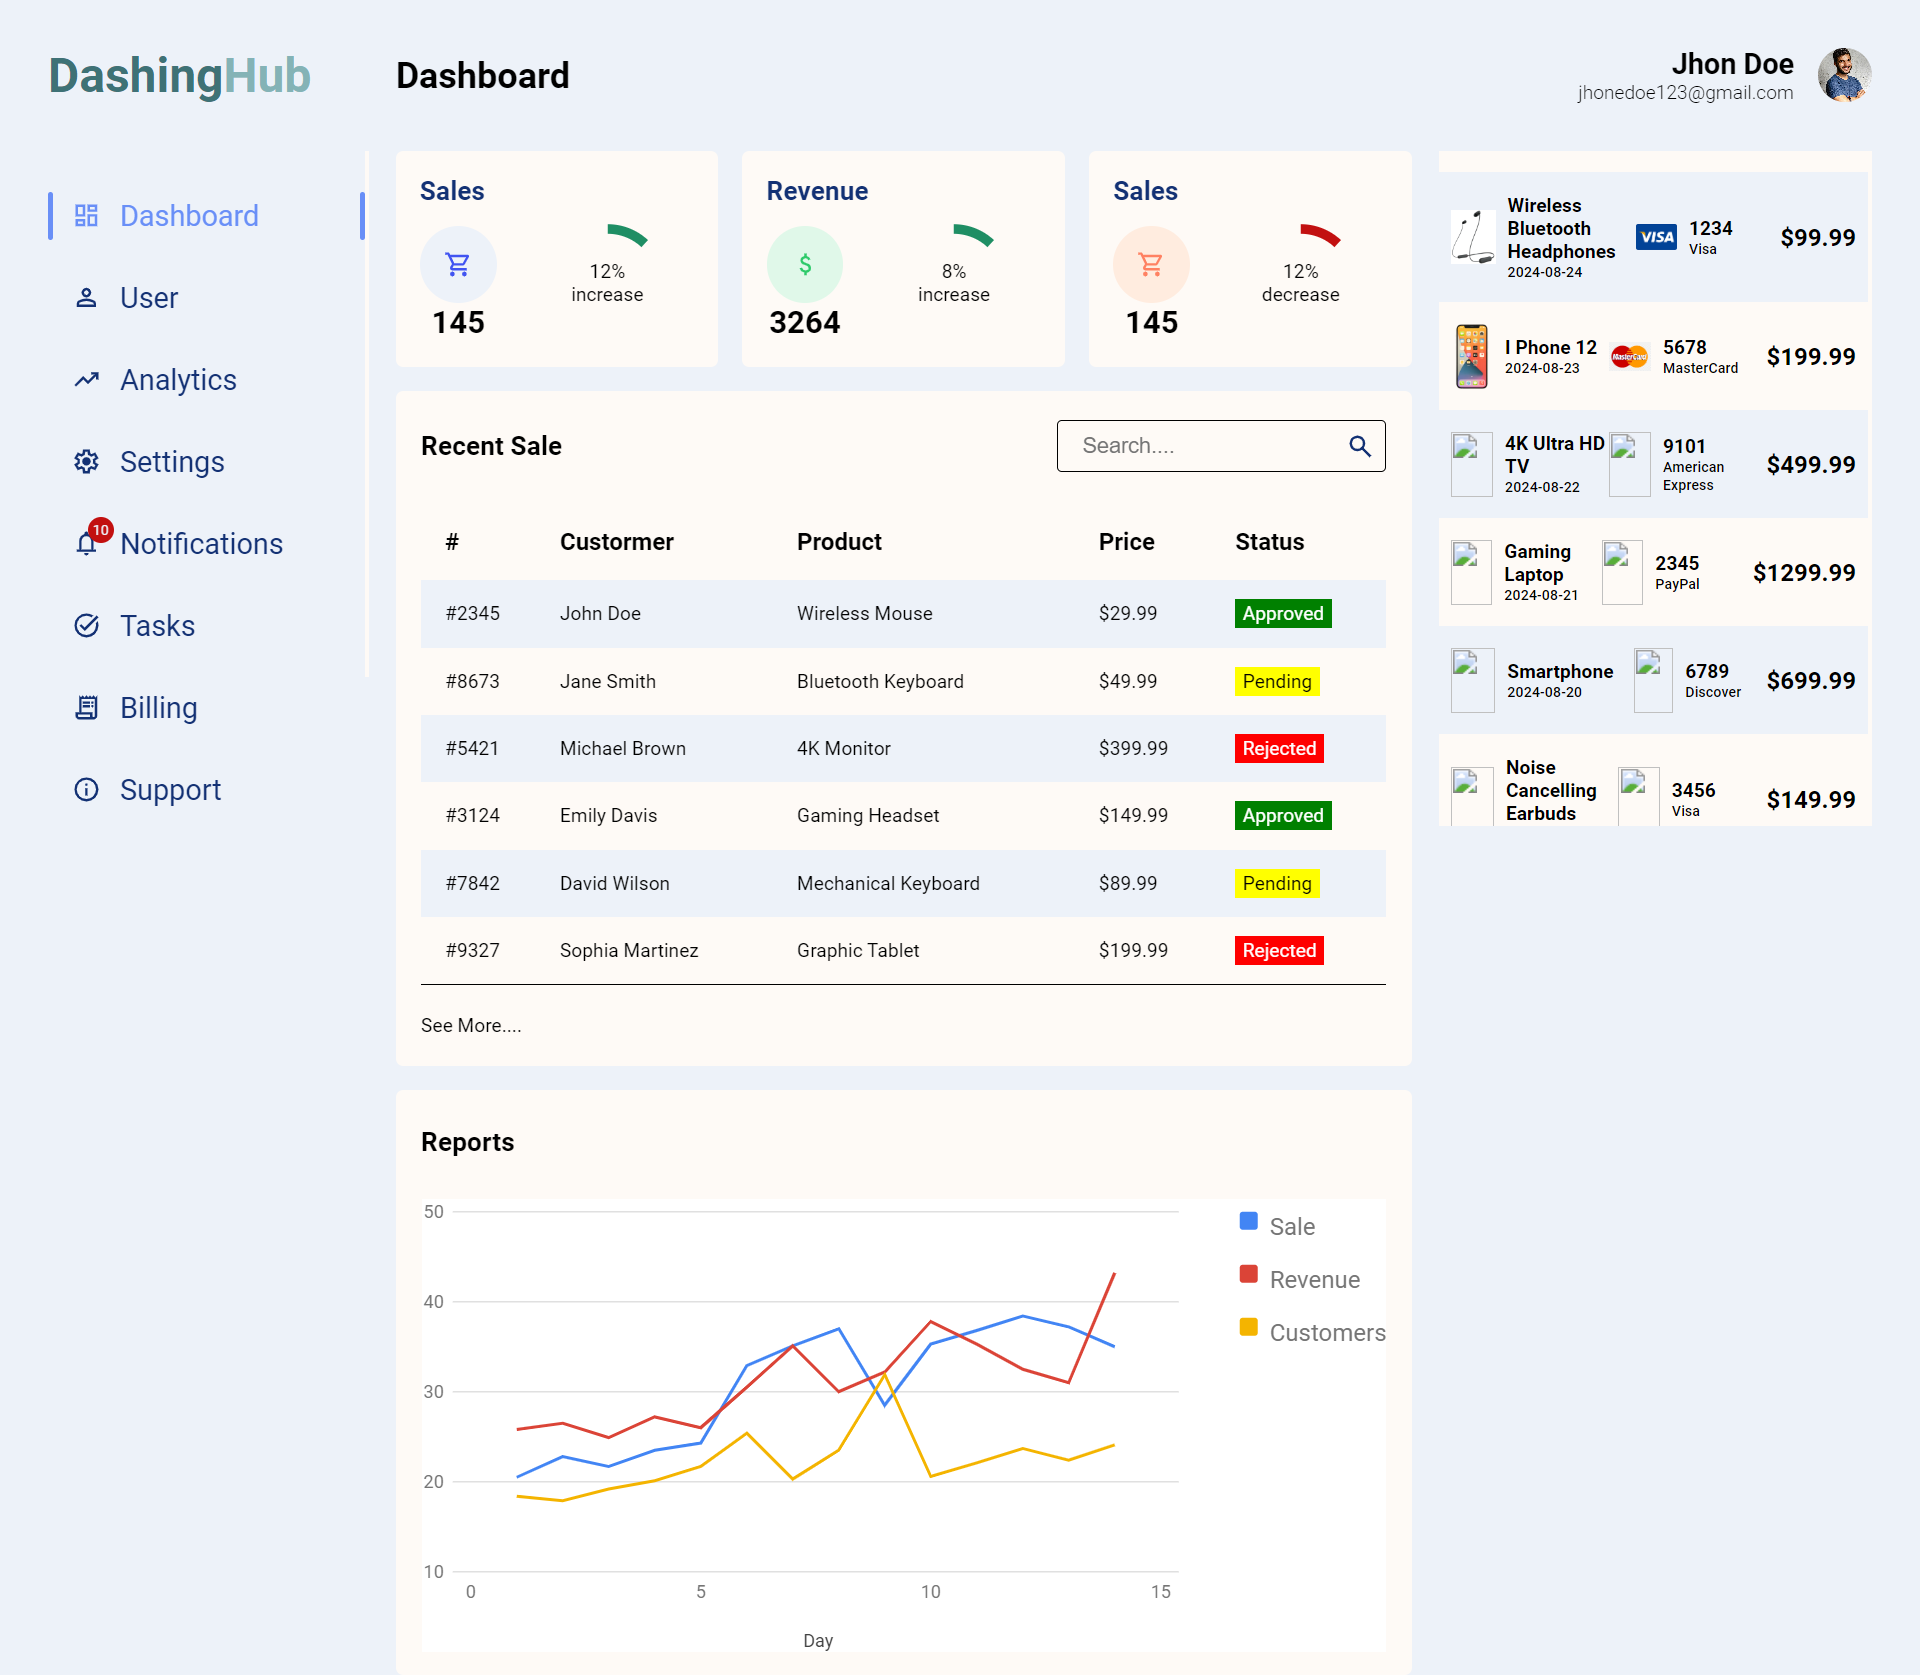 DashingHub
Dashboard
Jhon Doe
jhonedoe123@gmail.com
Dashboard
User
Analytics
Settings
10
Notifications
Tasks
Billing
Support
Sales
12%
increase
145
Revenue
$
8%
increase
3264
Sales
12%
decrease
145
Recent Sale
Search....
# Custormer Product Price Status
#2345 John Doe Wireless Mouse $29.99 Approved
#8673 Jane Smith Bluetooth Keyboard $49.99 Pending
#5421 Michael Brown 4K Monitor $399.99 Rejected
#3124 Emily Davis Gaming Headset $149.99 Approved
#7842 David Wilson Mechanical Keyboard $89.99 Pending
#9327 Sophia Martinez Graphic Tablet $199.99 Rejected
See More....
Wireless
Bluetooth
Headphones
2024-08-24
VISA
1234
Visa
$99.99
I Phone 12
2024-08-23
MasterCard
5678
MasterCard
$199.99
4K Ultra HD
TV
2024-08-22
9101
American
Express
$499.99
Gaming
Laptop
2024-08-21
2345
PayPal
$1299.99
Smartphone
2024-08-20
6789
Discover
$699.99
Noise
Cancelling
Earbuds
3456
Visa
$149.99
Reports
50
40
30
20
10
0 5 10 15
Day
Sale
Revenue
Customers